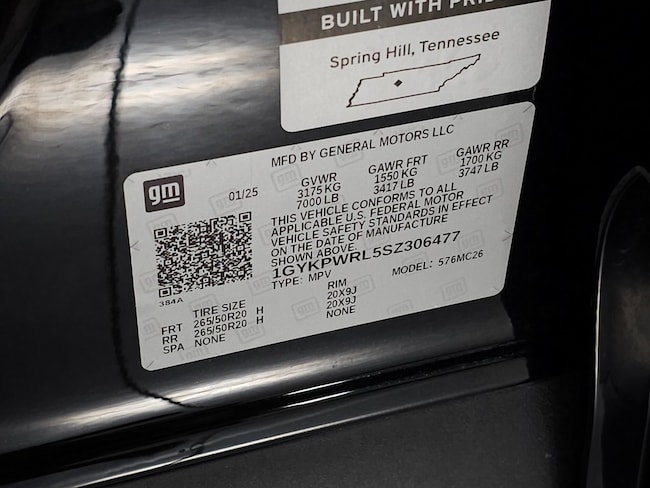 BUILT WITH
Spring Hill, Tennessee
MFD BY GENERAL MOTORS LLC
gm 01/25 GVWR GAWR FRT GAWR RR
3175 KG 1550 KG 1700 KG
7000 LB 3417 LB 3747 LB
THIS VEHICLE CONFORMS TO ALL
APPLICABLE U.S. FEDERAL MOTOR
VEHICLE SAFETY STANDARDS IN EFFECT
ON THE DATE OF MANUFACTURE
SHOWN ABOVE.
1GYKPWRL5SZ306477
TYPE: MPV MODEL: 576MC26
384A
TIRE SIZE RIM
FRT 265/50R20 H 20X9J
RR 265/50R20 H 20X9J
SPA NONE NONE